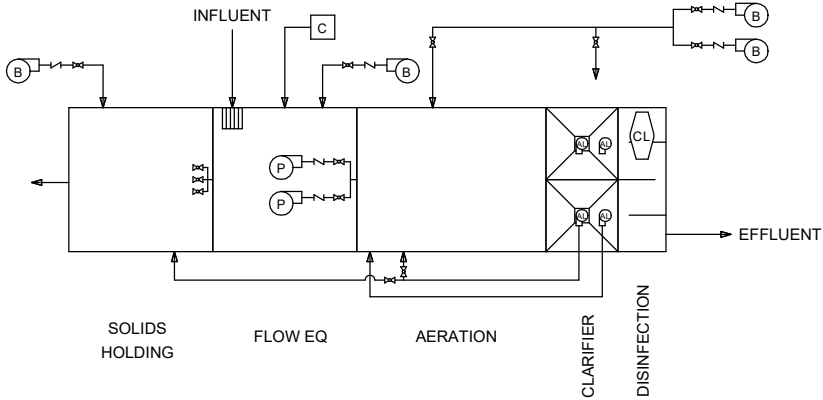 INFLUENT
C
B
B
B
B
CL
P
P
AL
AL
AL
AL
EFFLUENT
SOLIDS
HOLDING
FLOW EQ
AERATION
CLARIFIER
DISINFECTION